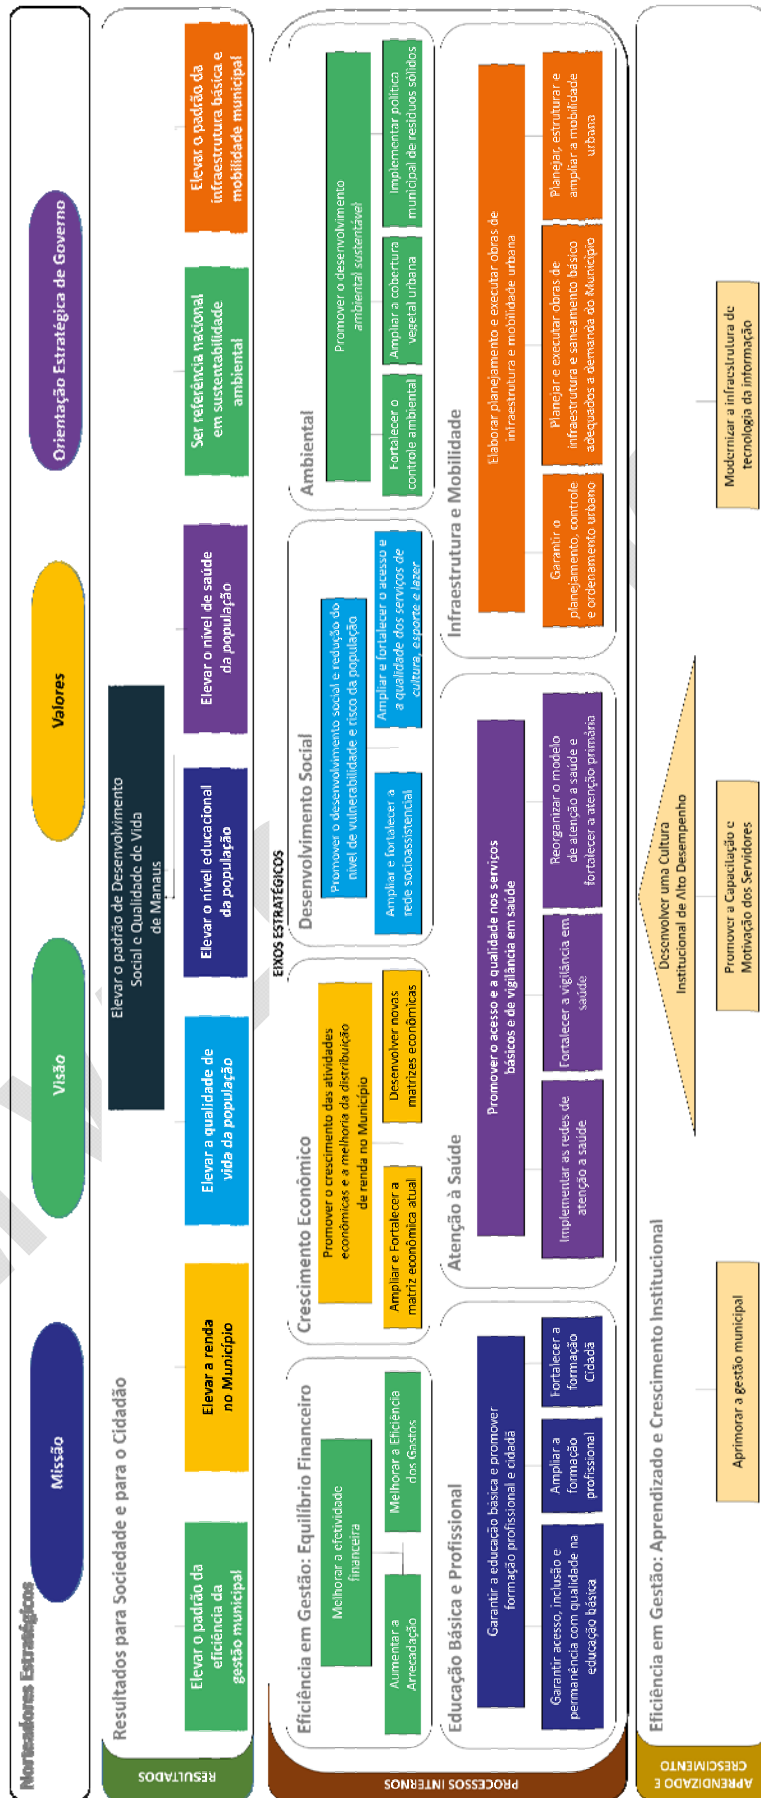 Norteadores Estratégicos
Missão
Visão
Valores
Orientação Estratégica de Governo
RESULTADOS
Resultados para Sociedade e para o Cidadão
Elevar o padrão de Desenvolvimento
Social e Qualidade de Vida
de Manaus
Elevar o padrão da
eficiência da
gestão municipal
Elevar a renda
no Município
Elevar a qualidade de
vida da população
Elevar o nível educacional
da população
Elevar o nível de saúde
da população
Ser referência nacional
em sustentabilidade
ambiental
Elevar o padrão da
infraestrutura básica e
mobilidade municipal
PROCESSOS INTERNOS
EIXOS ESTRATÉGICOS
Eficiência em Gestão: Equilíbrio Financeiro
Melhorar a efetividade
financeira
Aumentar a
Arrecadação
Melhorar a Eficiência
dos Gastos
Crescimento Econômico
Promover o crescimento das atividades
econômicas e a melhoria da distribuição
de renda no Município
Ampliar e Fortalecer a
matriz econômica atual
Desenvolver novas
matrizes econômicas
Desenvolvimento Social
Promover o desenvolvimento social e redução do
nível de vulnerabilidade e risco da população
Ampliar e fortalecer a
rede socioassistencial
Ampliar e fortalecer o acesso e
a qualidade dos serviços de
cultura, esporte e lazer
Ambiental
Promover o desenvolvimento
ambiental sustentável
Fortalecer o
controle ambiental
Ampliar a cobertura
vegetal urbana
Implementar política
municipal de resíduos sólidos
Educação Básica e Profissional
Garantir a educação básica e promover
formação profissional e cidadã
Garantir acesso, inclusão e
permanência com qualidade na
educação básica
Ampliar a
formação
profissional
Fortalecer a
formação
Cidadã
Atenção à Saúde
Promover o acesso e a qualidade nos serviços
básicos e de vigilância em saúde
Implementar as redes de
atenção a saúde
Fortalecer a vigilância em
saúde
Reorganizar o modelo
de atenção a saúde e
fortalecer a atenção primária
Infraestrutura e Mobilidade
Elaborar planejamento e executar obras de
infraestrutura e mobilidade urbana
Garantir o
planejamento, controle
e ordenamento urbano
Planejar e executar obras de
infraestrutura e saneamento básico
adequados a demanda do Município
Planejar, estruturar e
ampliar a mobilidade
urbana
APRENDIZADO E
CRESCIMENTO
Eficiência em Gestão: Aprendizado e Crescimento Institucional
Desenvolver uma Cultura
Institucional de Alto Desempenho
Aprimorar a gestão municipal
Promover a Capacitação e
Motivação dos Servidores
Modernizar a infraestrutura de
tecnologia da informação